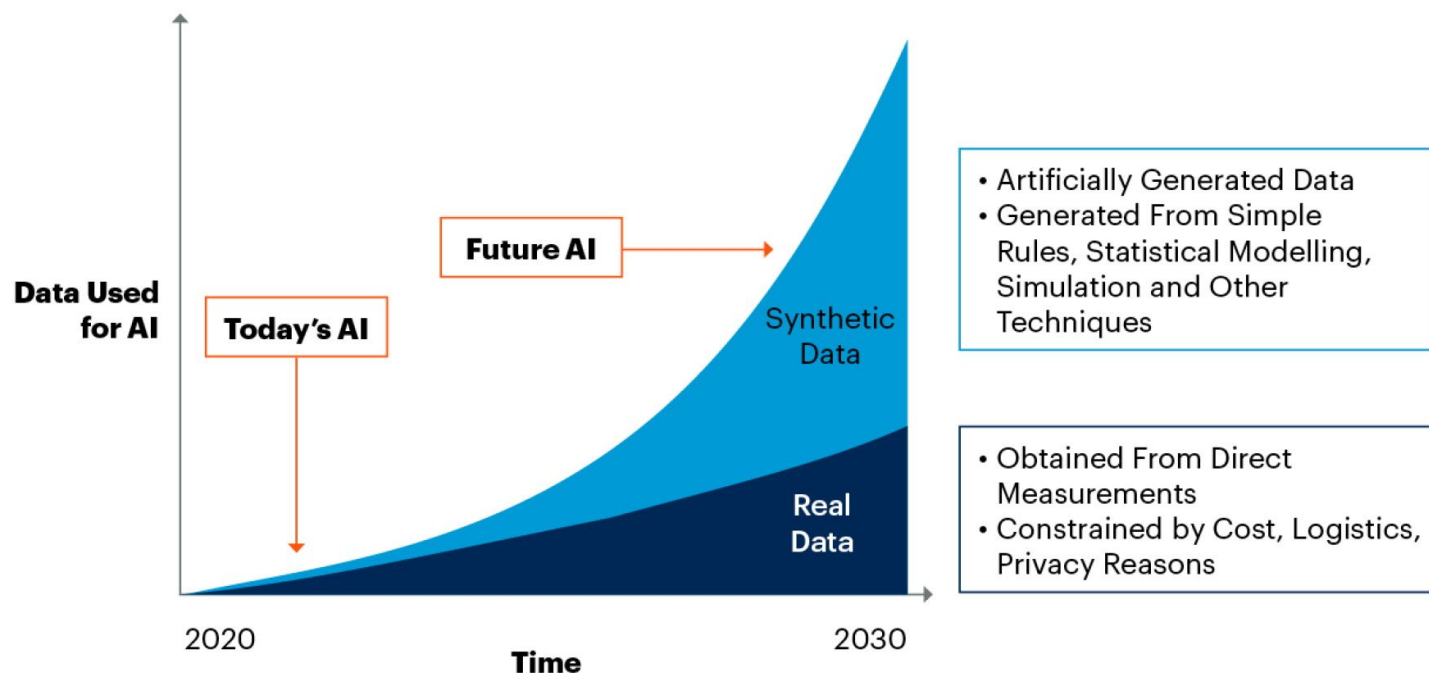 Data Used
for AI
Today's AI
Future AI
Synthetic
Data
Real
Data
2020
2030
Time
• Artificially Generated Data
• Generated From Simple
Rules, Statistical Modelling,
Simulation and Other
Techniques
• Obtained From Direct
Measurements
• Constrained by Cost, Logistics,
Privacy Reasons